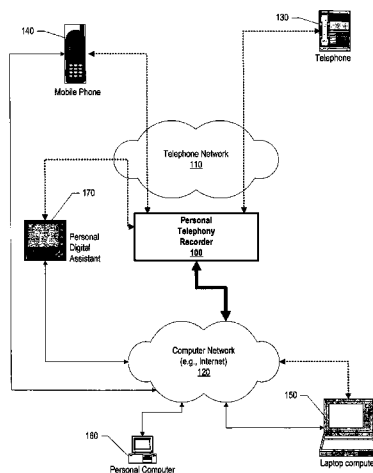 140
130
Mobile Phone
Telephone
Telephone Network
110
170
Personal
Digital
Assistant
Personal
Telephony
Recorder
100
Computer Network
(e.g., Internet)
120
150
160
Personal Computer
Laptop computer